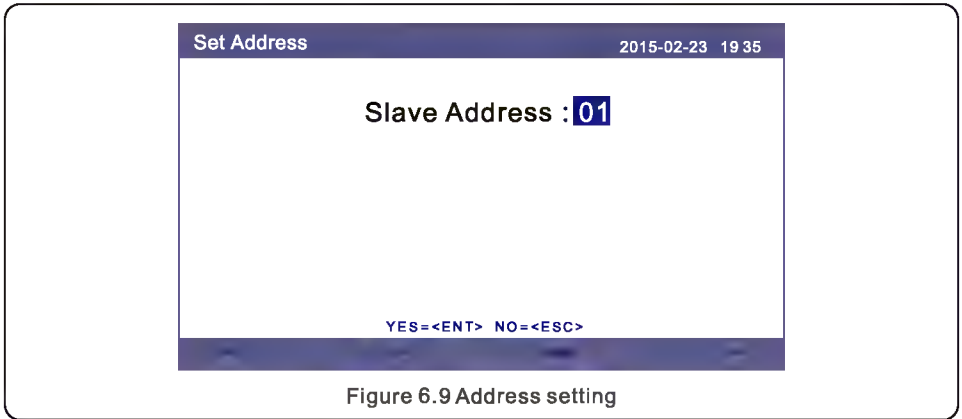 Set Address 2015-02-23 19 35
Slave Address : 01
YES=<ENT> NO=<ESC>
Figure 6.9 Address setting